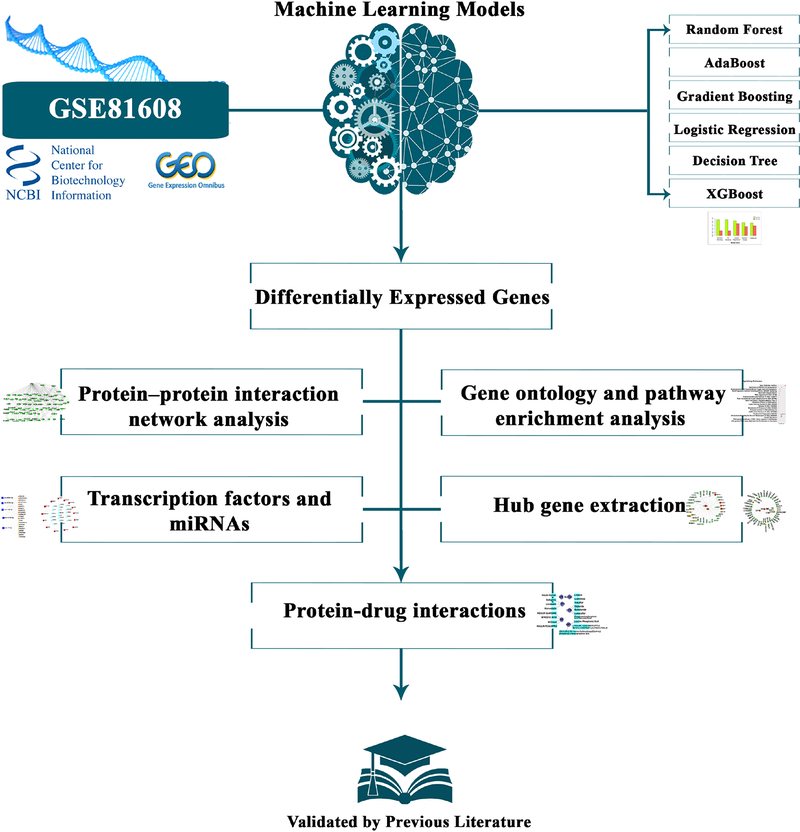 Machine Learning Models
GSE81608
NCBI
National
Center for
Biotechnology
Information
GEO
Gene Expression Omnibus
Random Forest
AdaBoost
Gradient Boosting
Logistic Regression
Decision Tree
XGBoost
Differentially Expressed Genes
Protein–protein interaction
network analysis
Gene ontology and pathway
enrichment analysis
Transcription factors and
miRNAs
Hub gene extraction
Protein-drug interactions
Validated by Previous Literature